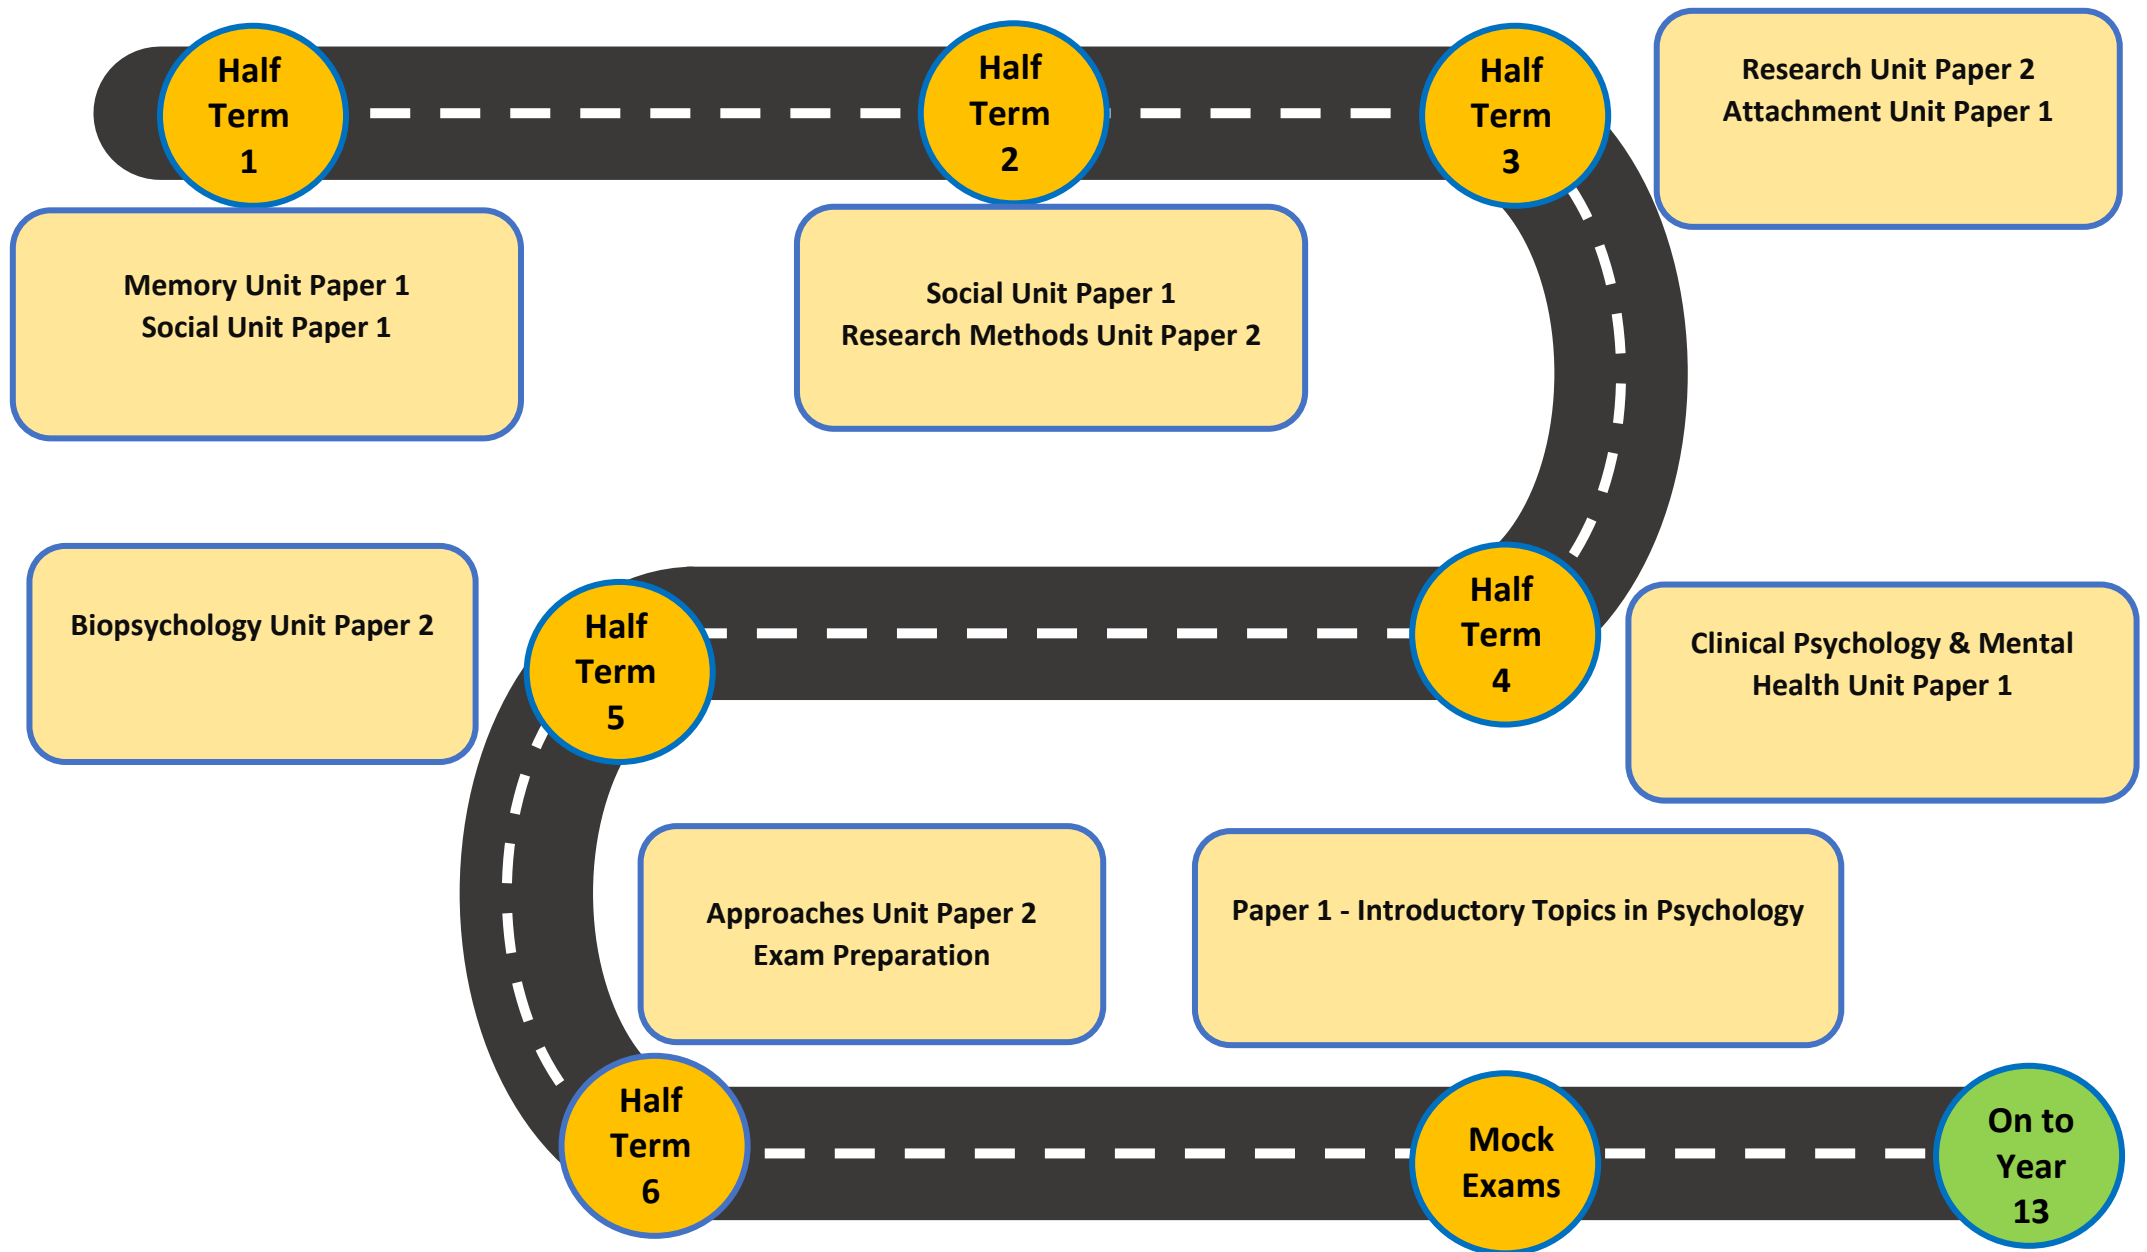 Half
Term
1
Half
Term
2
Half
Term
3
Research Unit Paper 2
Attachment Unit Paper 1
Memory Unit Paper 1
Social Unit Paper 1
Social Unit Paper 1
Research Methods Unit Paper 2
Biopsychology Unit Paper 2
Half
Term
5
Half
Term
4
Clinical Psychology & Mental
Health Unit Paper 1
Approaches Unit Paper 2
Exam Preparation
Paper 1 - Introductory Topics in Psychology
Half
Term
6
Mock
Exams
On to
Year
13